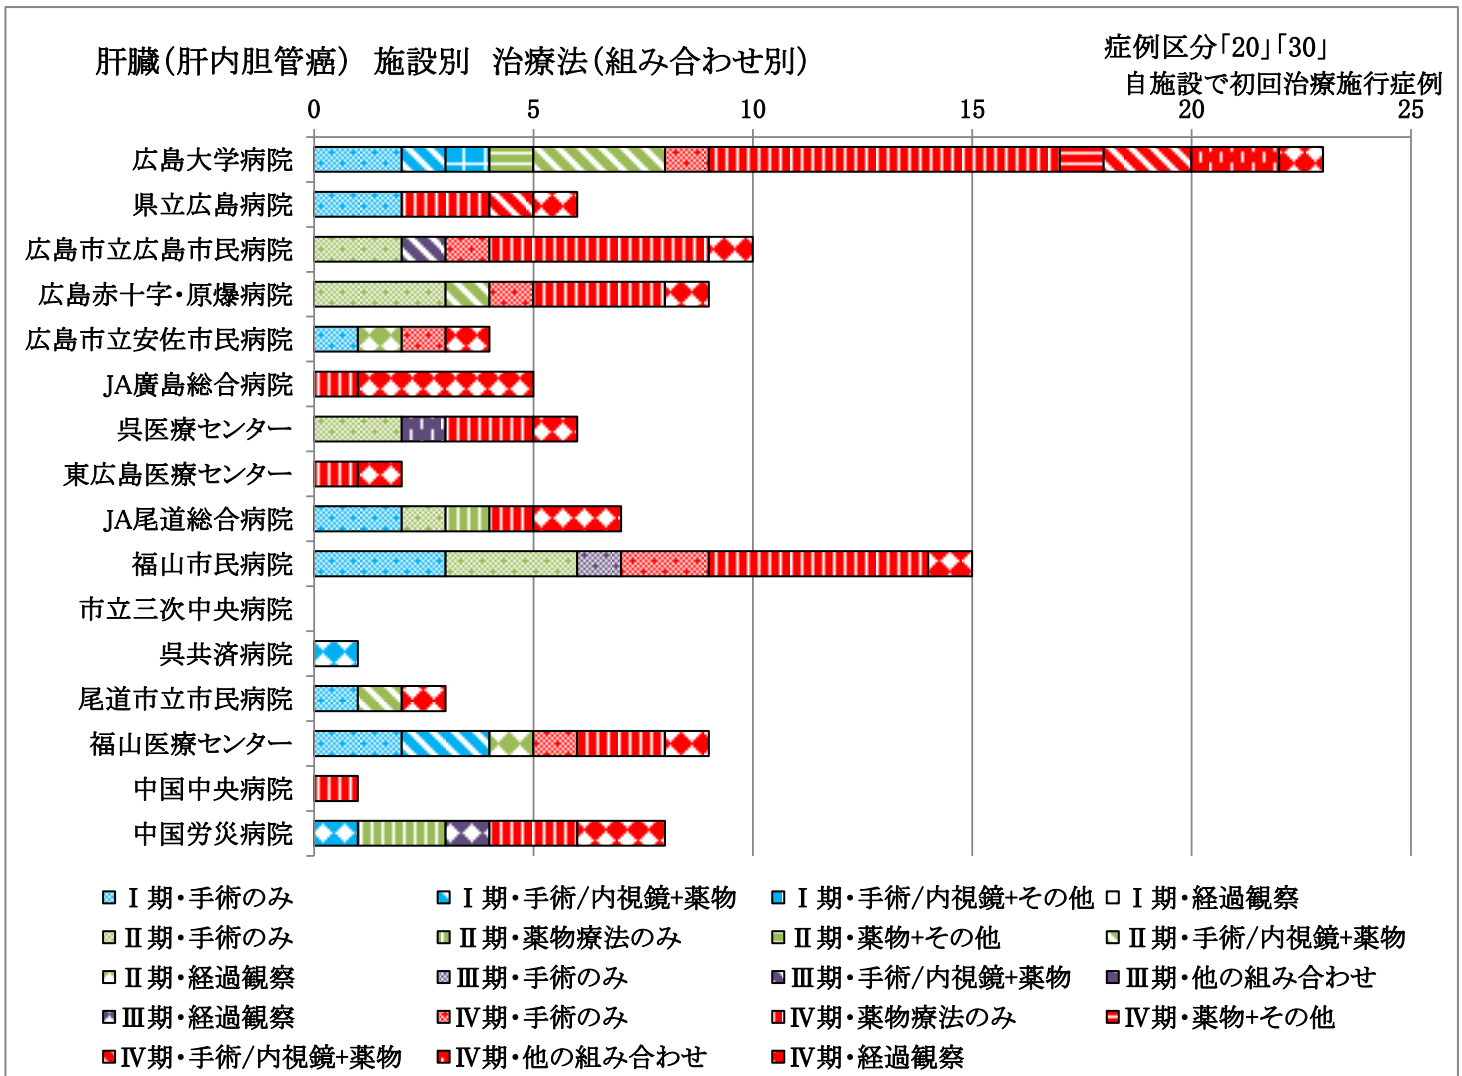 肝臓(肝内胆管癌) 施設別 治療法(組み合わせ別)
症例区分「20」「30」
自施設で初回治療施行症例
0 5 10 15 20 25
広島大学病院
県立広島病院
広島市立広島市民病院
広島赤十字・原爆病院
広島市立安佐市民病院
JA廣島総合病院
呉医療センター
東広島医療センター
JA尾道総合病院
福山市民病院
市立三次中央病院
呉共済病院
尾道市立市民病院
福山医療センター
中国中央病院
中国労災病院
Ⅰ期・手術のみ Ⅰ期・手術/内視鏡+薬物 Ⅰ期・手術/内視鏡+その他 Ⅰ期・経過観察
Ⅱ期・手術のみ Ⅱ期・薬物療法のみ Ⅱ期・薬物+その他 Ⅱ期・手術/内視鏡+薬物
Ⅱ期・経過観察 Ⅲ期・手術のみ Ⅲ期・手術/内視鏡+薬物 Ⅲ期・他の組み合わせ
Ⅲ期・経過観察 Ⅳ期・手術のみ Ⅳ期・薬物療法のみ Ⅳ期・薬物+その他
Ⅳ期・手術/内視鏡+薬物 Ⅳ期・他の組み合わせ Ⅳ期・経過観察